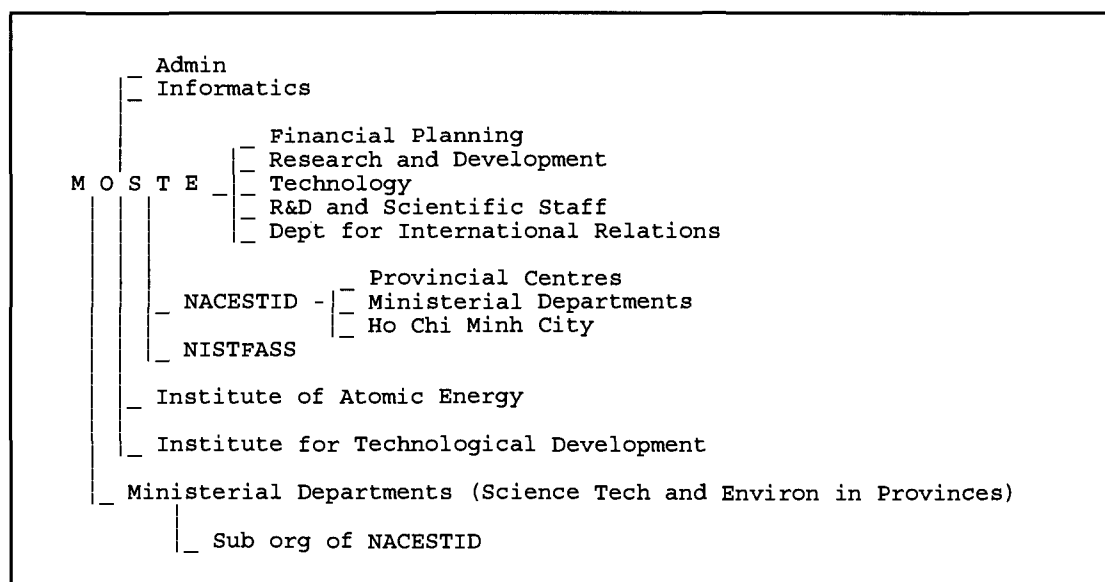 Admin
Informatics
Financial Planning
Research and Development
M O S T E Technology
R&D and Scientific Staff
Dept for International Relations
Provincial Centres
NACESTID - Ministerial Departments
Ho Chi Minh City
NISTFASS
Institute of Atomic Energy
Institute for Technological Development
Ministerial Departments (Science Tech and Environ in Provinces)
Sub org of NACESTID